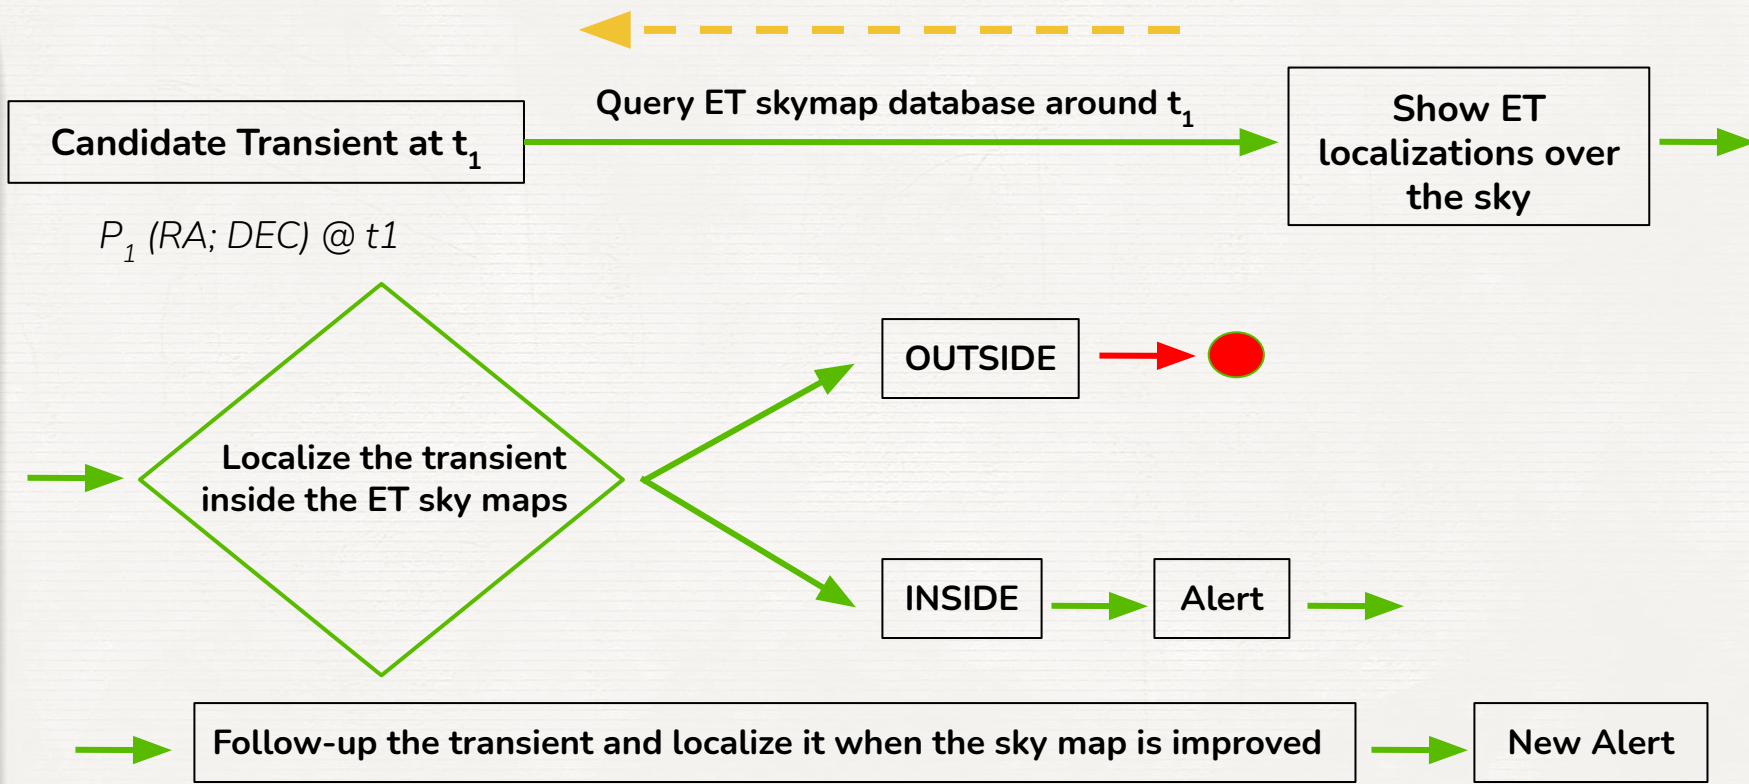 Query ET skymap database around t1
Candidate Transient at t1
Show ET
localizations over
the sky
P1 (RA; DEC) @ t1
OUTSIDE
Localize the transient
inside the ET sky maps
INSIDE
Alert
Follow-up the transient and localize it when the sky map is improved
New Alert